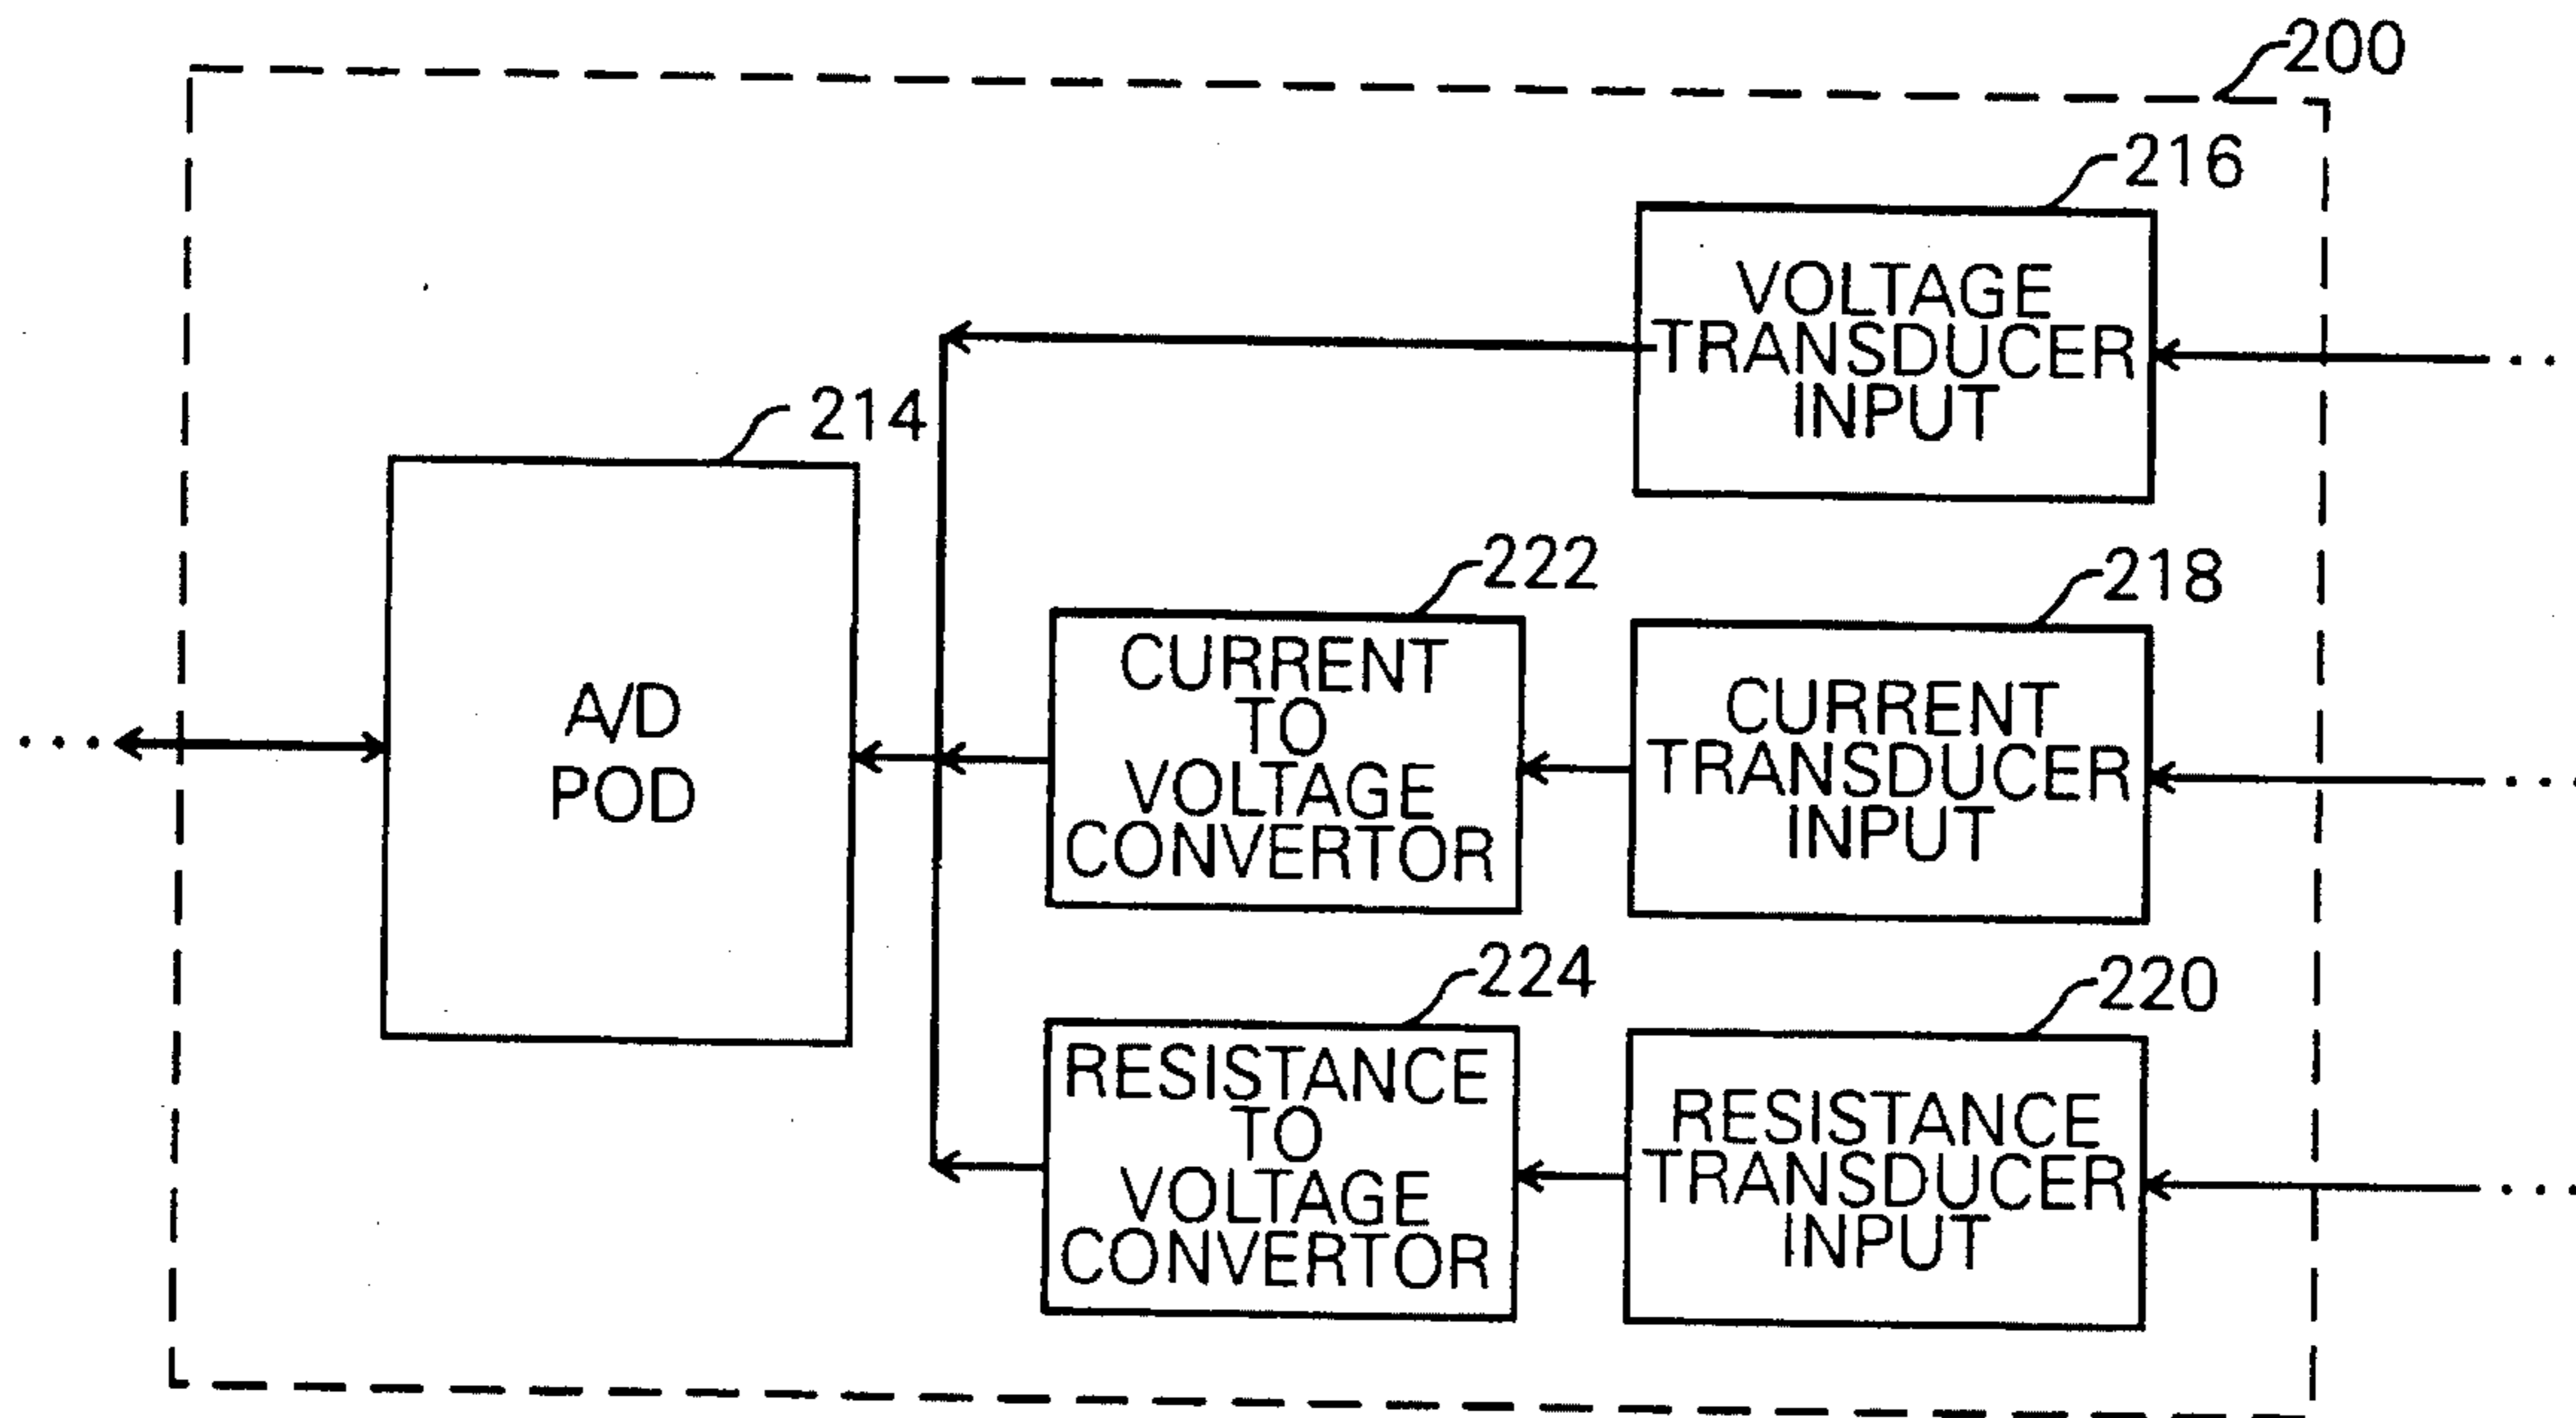 200
216
VOLTAGE
TRANSDUCER
INPUT
214
A/D
POD
222
CURRENT
TO
VOLTAGE
CONVERTOR
218
CURRENT
TRANSDUCER
INPUT
224
RESISTANCE
TO
VOLTAGE
CONVERTOR
220
RESISTANCE
TRANSDUCER
INPUT